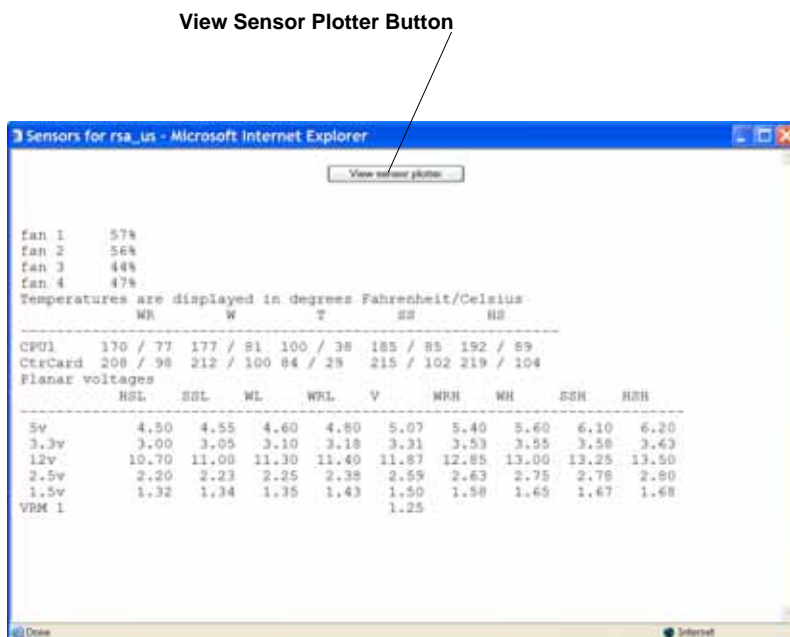 View Sensor Plotter Button
Sensors for rsa_us - Microsoft Internet Explorer
View sensor plotter
fan 1 57%
fan 2 56%
fan 3 44%
fan 4 47%
Temperatures are displayed in degrees Fahrenheit/Celsius
WR W T SS HS
CPU1 170 / 77 177 / 81 100 / 38 185 / 85 192 / 89
CtrCard 208 / 98 212 / 100 84 / 29 215 / 102 219 / 104
Planar voltages
HSL SSL WL WRL V WRH WH SSH HSH
5v 4.50 4.55 4.60 4.80 5.07 5.40 5.60 6.10 6.20
3.3v 3.00 3.05 3.10 3.18 3.31 3.53 3.55 3.58 3.63
12v 10.70 11.00 11.30 11.40 11.87 12.85 13.00 13.25 13.50
2.5v 2.20 2.23 2.25 2.38 2.59 2.63 2.75 2.78 2.80
1.5v 1.32 1.34 1.35 1.43 1.50 1.58 1.65 1.67 1.68
VRM 1 1.25
Done Internet